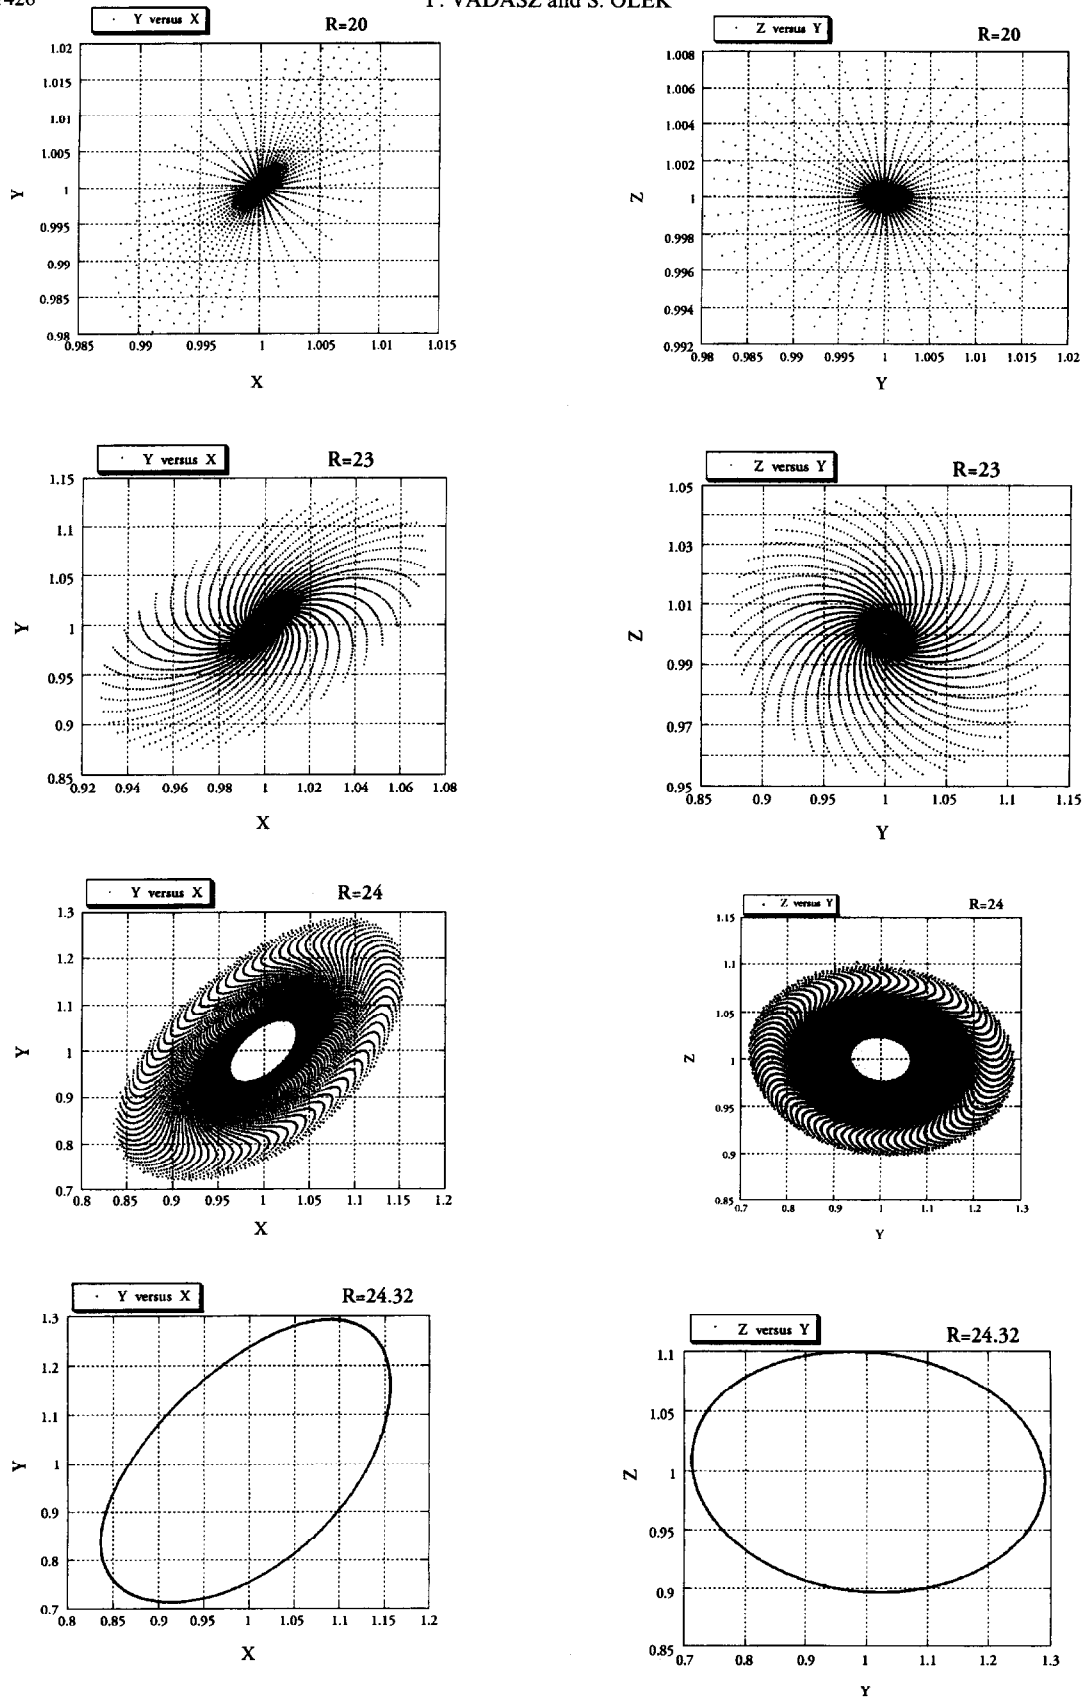 P. VADASZ and S. OLEK
Y versus X
R=20
1.02
1.015
1.01
1.005
1
0.995
0.99
0.985
0.98
Y
0.985 0.99 0.995 1 1.005 1.01 1.015
X
Z versus Y
R=20
1.008
1.006
1.004
1.002
1
0.998
0.996
0.994
0.992
Z
0.98 0.985 0.99 0.995 1 1.005 1.01 1.015 1.02
Y
Y versus X
R=23
1.15
1.1
1.05
1
0.95
0.9
0.85
Y
0.92 0.94 0.96 0.98 1.00 1.02 1.04 1.06 1.08
X
Z versus Y
R=23
1.05
1.03
1.01
0.99
0.97
0.95
Z
0.85 0.9 0.95 1 1.05 1.1 1.15
Y
Y versus X
R=24
1.3
1.2
1.1
1
0.9
0.8
0.7
Y
0.8 0.85 0.9 0.95 1 1.05 1.1 1.15 1.2
X
Z versus Y
R=24
1.15
1.1
1.05
1
0.95
0.9
0.85
Z
0.7 0.8 0.9 1 1.1 1.2 1.3
Y
Y versus X
R=24.32
1.3
1.2
1.1
1
0.9
0.8
0.7
Y
0.8 0.85 0.9 0.95 1 1.05 1.1 1.15 1.2
X
Z versus Y
R=24.32
1.1
1.05
1
0.95
0.9
0.85
Z
0.7 0.8 0.9 1 1.1 1.2 1.3
Y